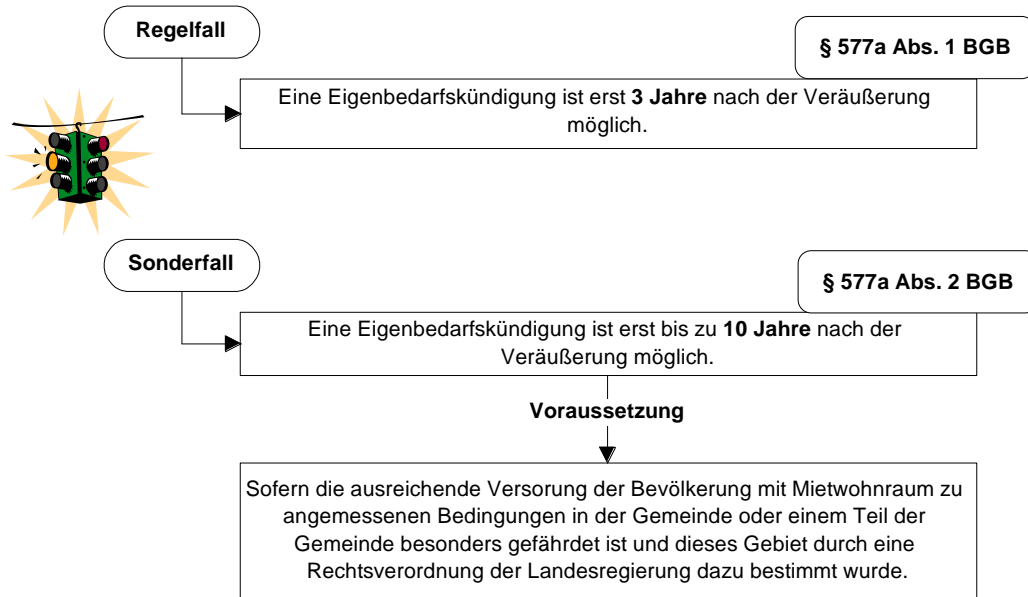 Regelfall
§ 577a Abs. 1 BGB
Eine Eigenbedarfskündigung ist erst 3 Jahre nach der Veräußerung
möglich.
Sonderfall
§ 577a Abs. 2 BGB
Eine Eigenbedarfskündigung ist erst bis zu 10 Jahre nach der
Veräußerung möglich.
Voraussetzung
Sofern die ausreichende Versorung der Bevölkerung mit Mietwohnraum zu
angemessenen Bedingungen in der Gemeinde oder einem Teil der
Gemeinde besonders gefährdet ist und dieses Gebiet durch eine
Rechtsverordnung der Landesregierung dazu bestimmt wurde.